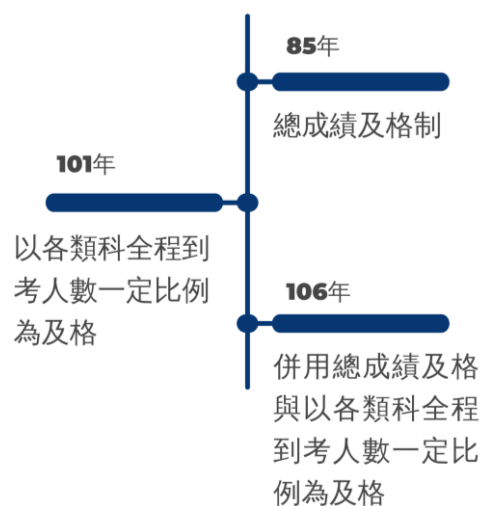 85年
總成績及格制
101年
以各類科全程到
考人數一定比例
為及格
106年
併用總成績及格
與以各類科全程
到考人數一定比
例為及格